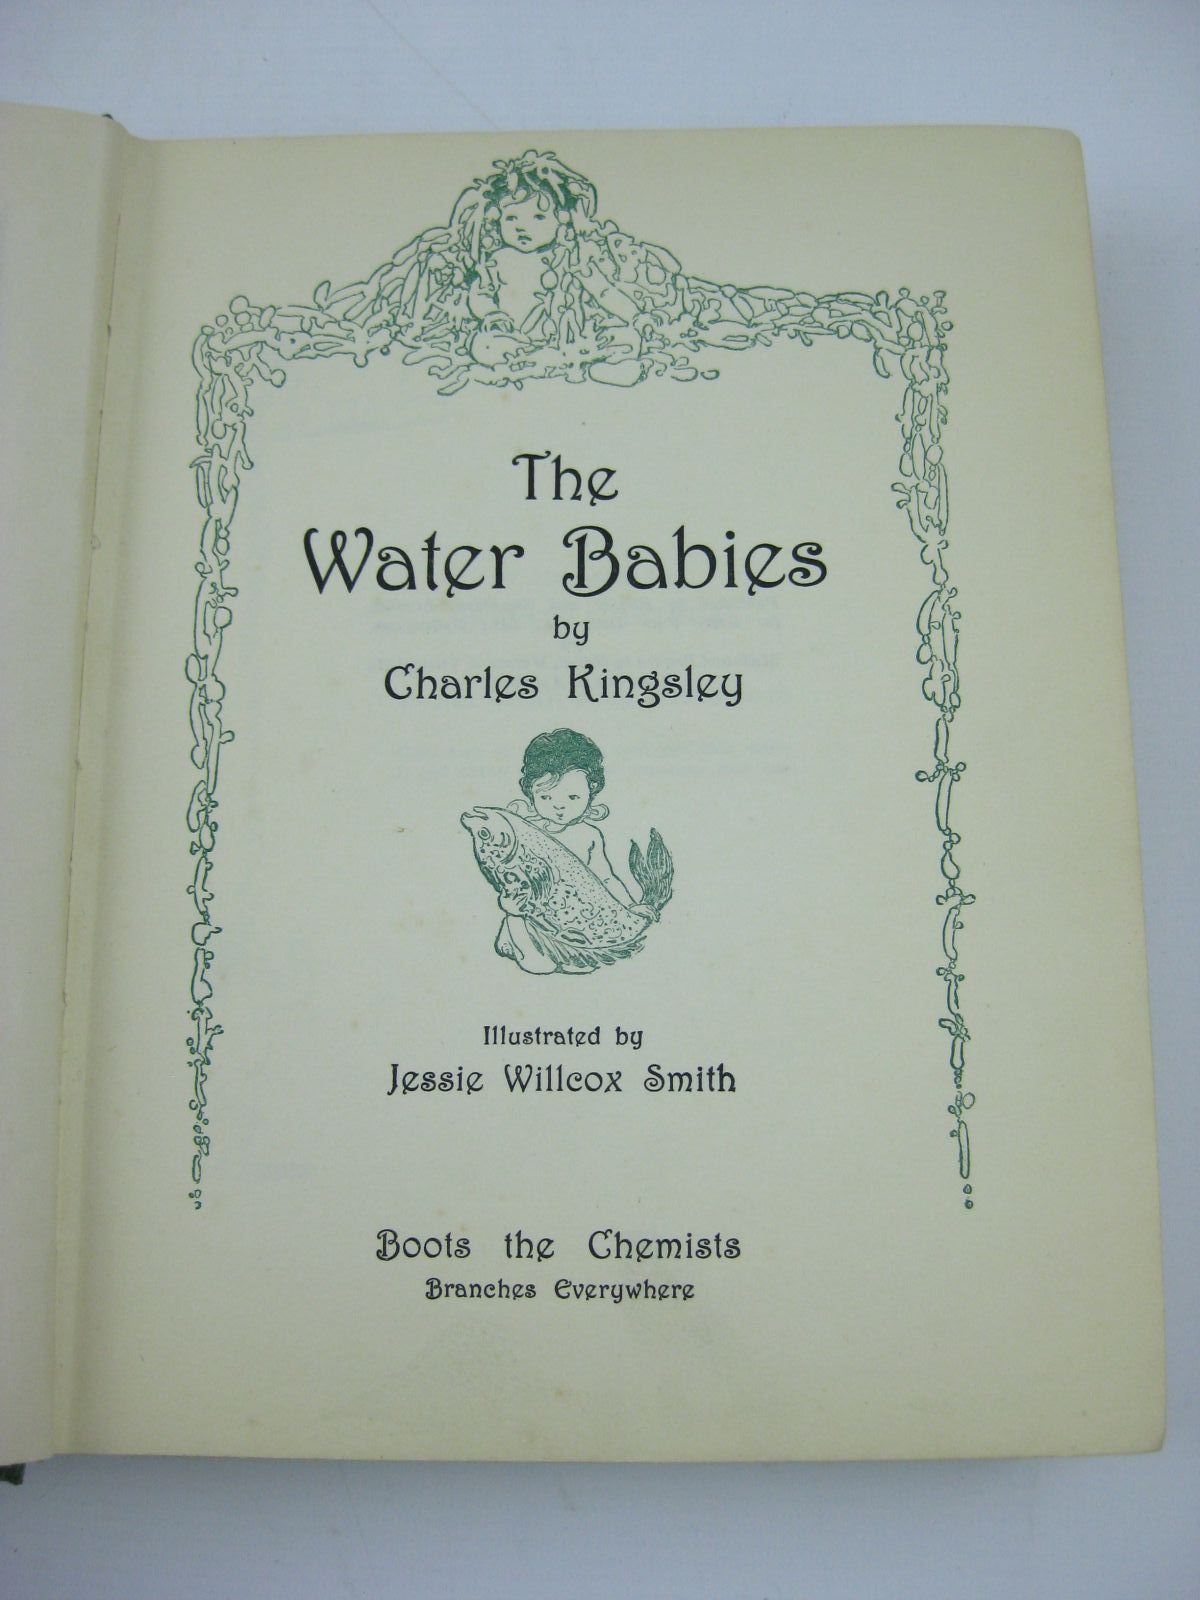 The
Water Babies
by
Charles Kingsley
Illustrated by
Jessie Willcox Smith
Boots the Chemists
Branches Everywhere